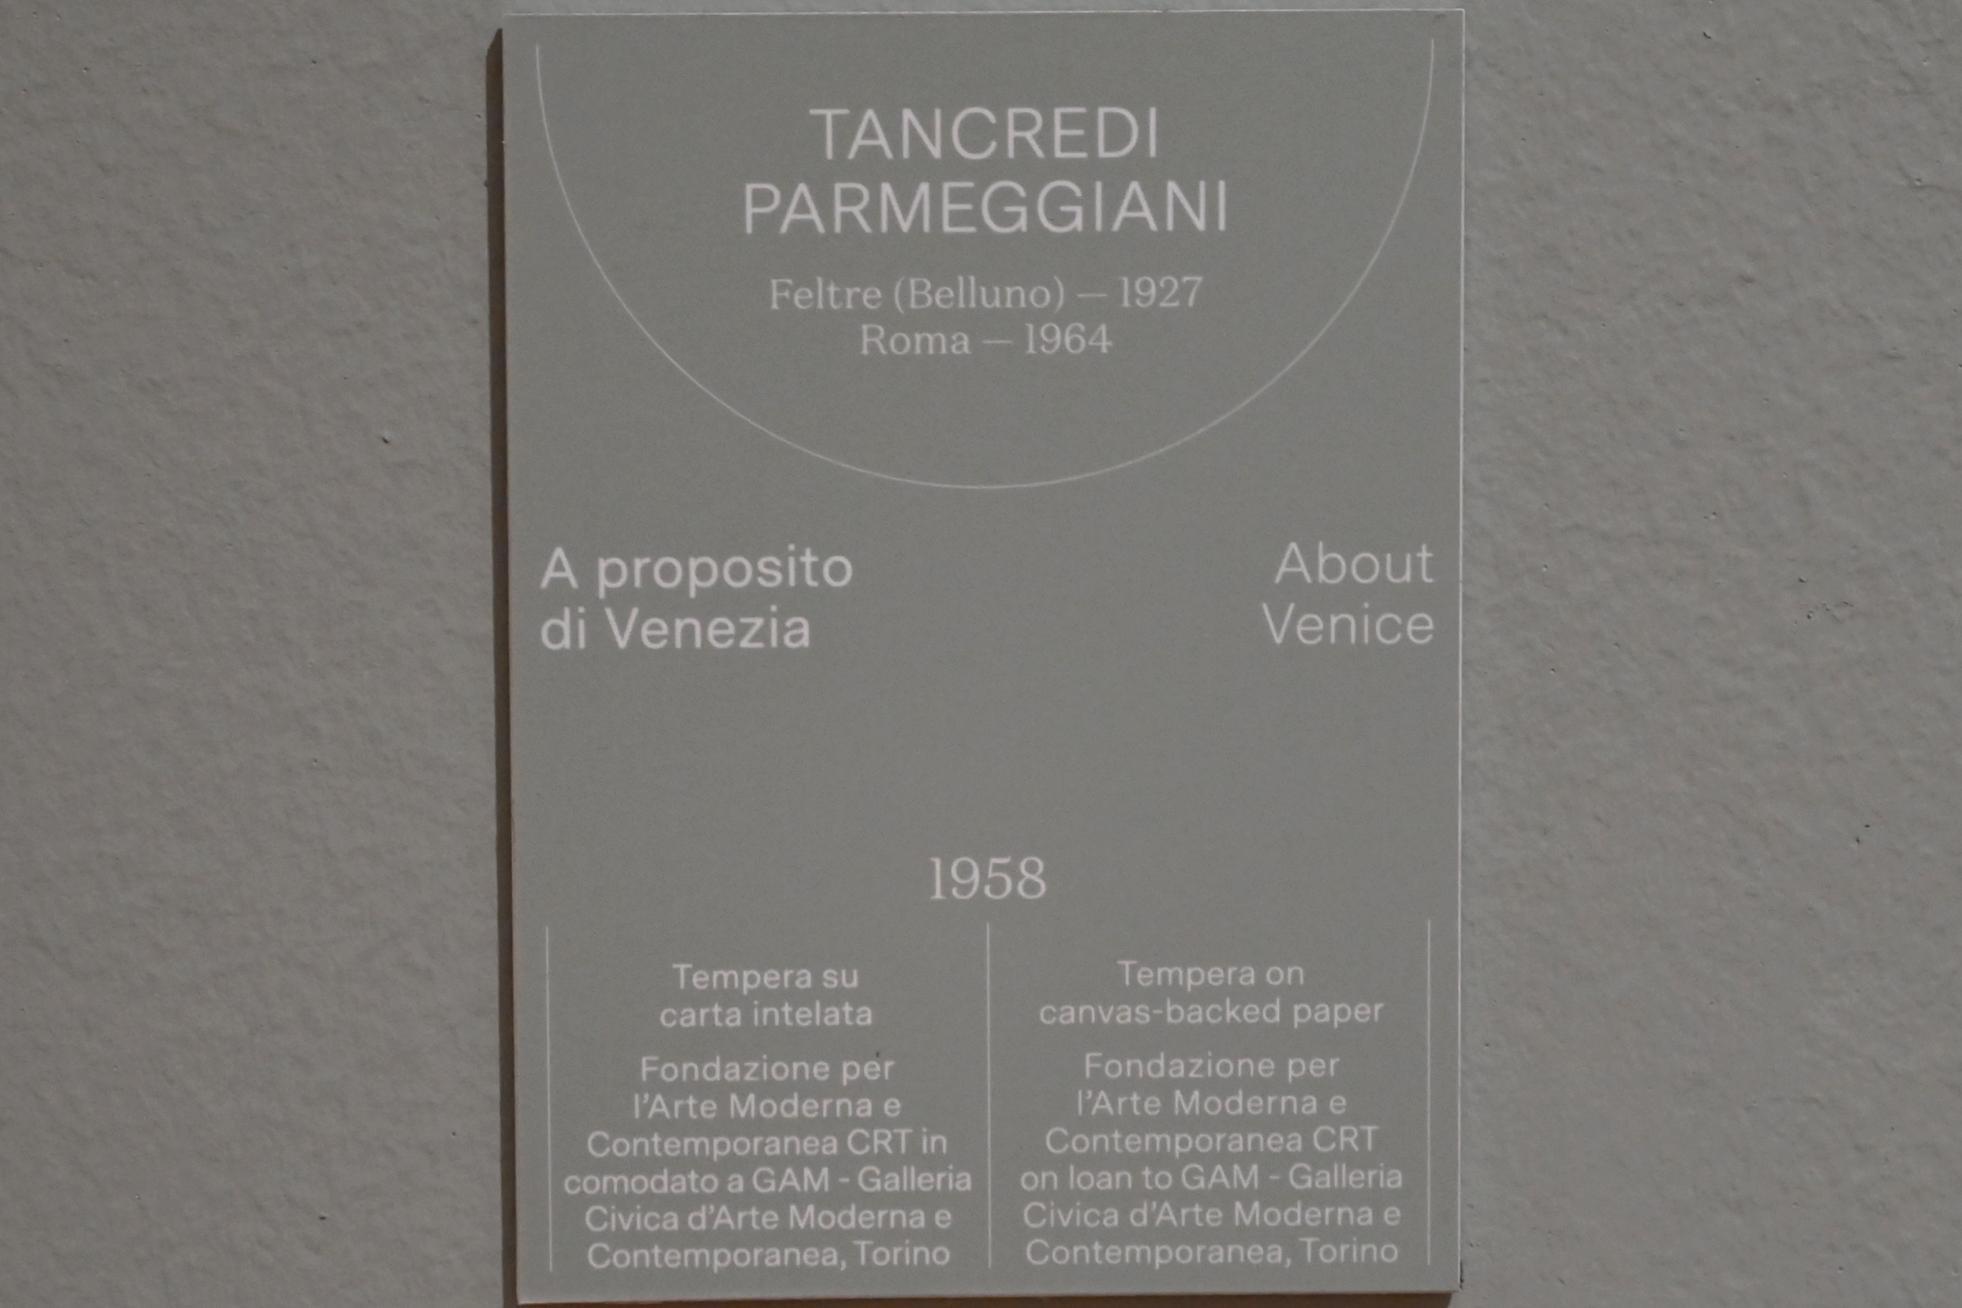 TANCREDI
PARMEGGIANI
Feltre (Belluno) – 1927
Roma – 1964
A proposito
di Venezia
About
Venice
1958
Tempera su
carta intelata
Fondazione per
l’Arte Moderna e
Contemporanea CRT in
comodato a GAM - Galleria
Civica d’Arte Moderna e
Contemporanea, Torino
Tempera on
canvas-backed paper
Fondazione per
l’Arte Moderna e
Contemporanea CRT
on loan to GAM - Galleria
Civica d’Arte Moderna e
Contemporanea, Torino